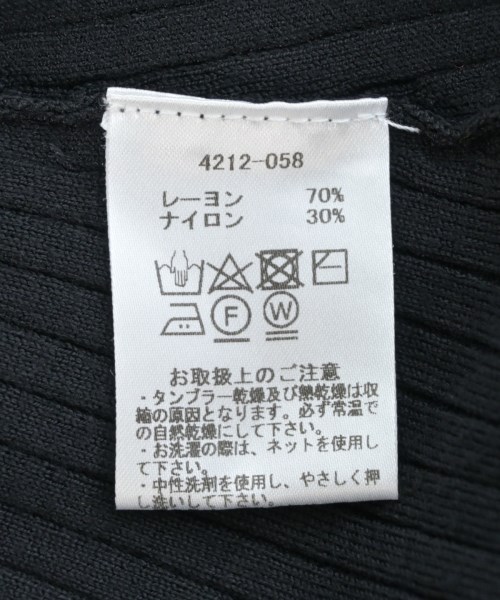 4212-058
レーヨン 70%
ナイロン 30%
F W
お取扱上のご注意
・タンブラー乾燥及び熱乾燥は収
縮の原因となります。必ず常温で
の自然乾燥にして下さい。
・お洗濯の際は、ネットを使用し
て下さい。
・中性洗剤を使用し、やさしく押
し洗いして下さい。